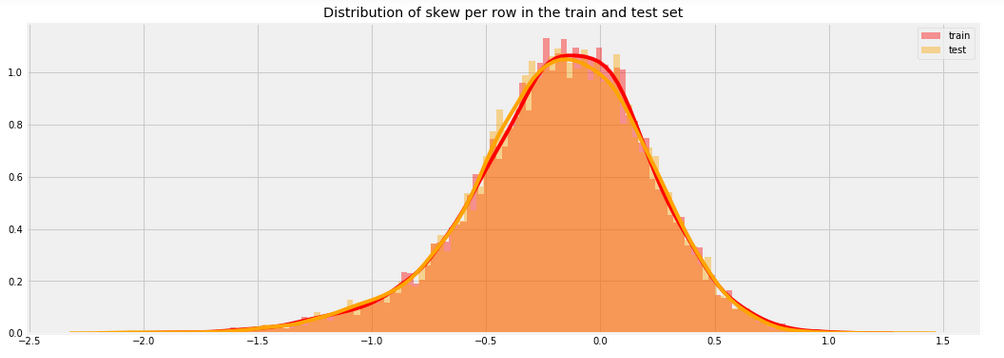 Distribution of skew per row in the train and test set
train
test
1.0
0.8
0.6
0.4
0.2
0.0
−2.5 −2.0 −1.5 −1.0 −0.5 0.0 0.5 1.0 1.5